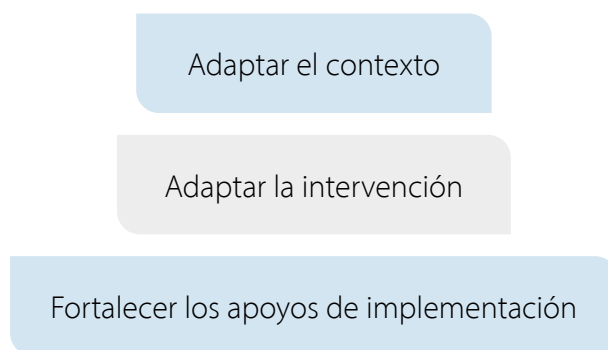 Adaptar el contexto
Adaptar la intervención
Fortalecer los apoyos de implementación